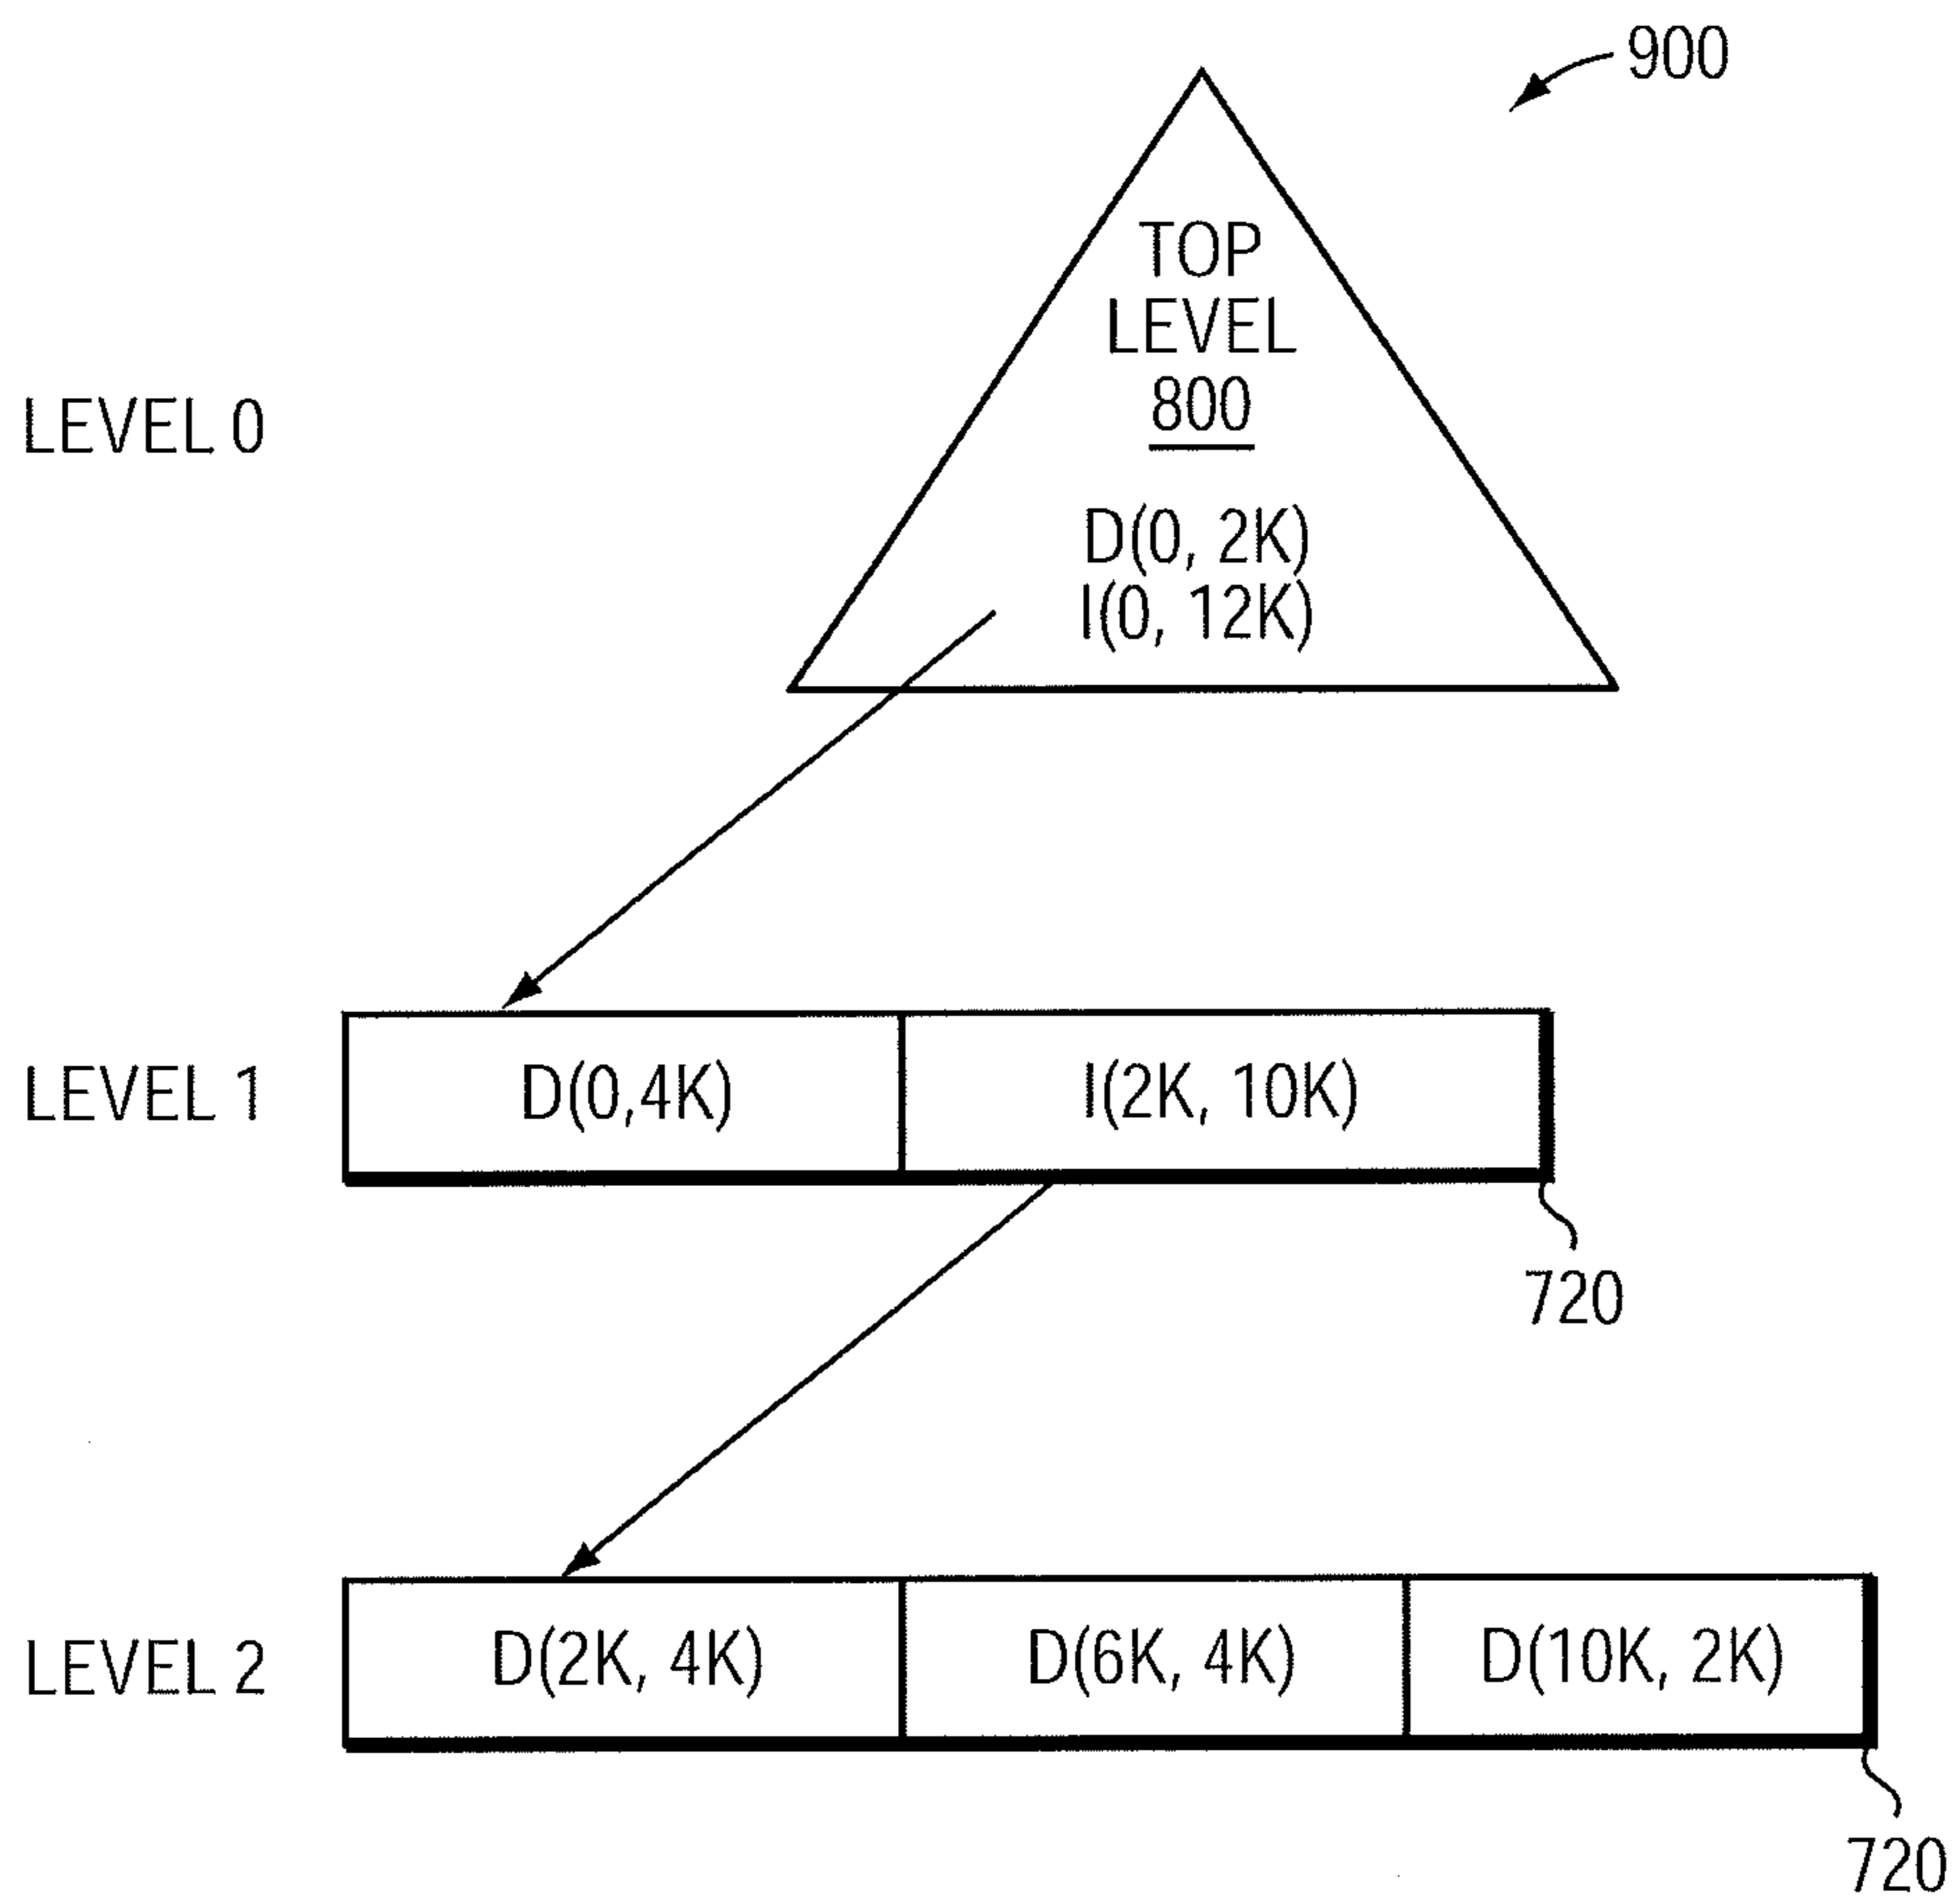 900
TOP
LEVEL
800
LEVEL 0
D(0, 2K)
I(0, 12K)
LEVEL 1
D(0,4K)
I(2K, 10K)
720
LEVEL 2
D(2K, 4K)
D(6K, 4K)
D(10K, 2K)
720